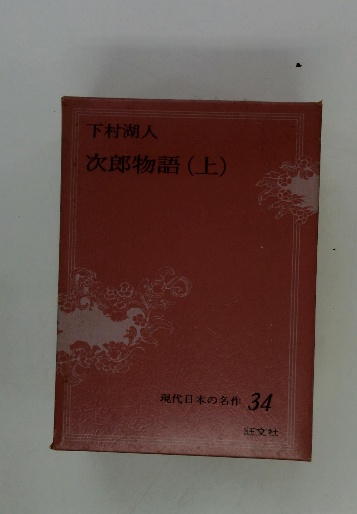 下村湖人
次郎物語(上)
現代日本の名作 34
旺文社